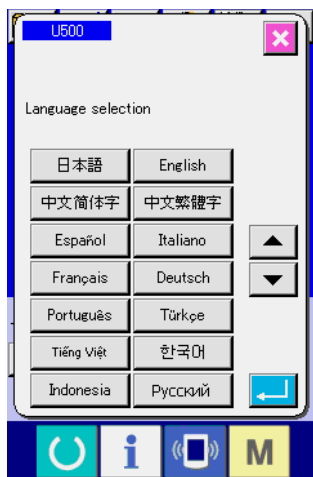 U500
Language selection
日本語 English
中文简体字 中文繁體字
Español Italiano
Français Deutsch
Português Türkçe
Tiếng Việt 한국어
Indonesia Русский
i M